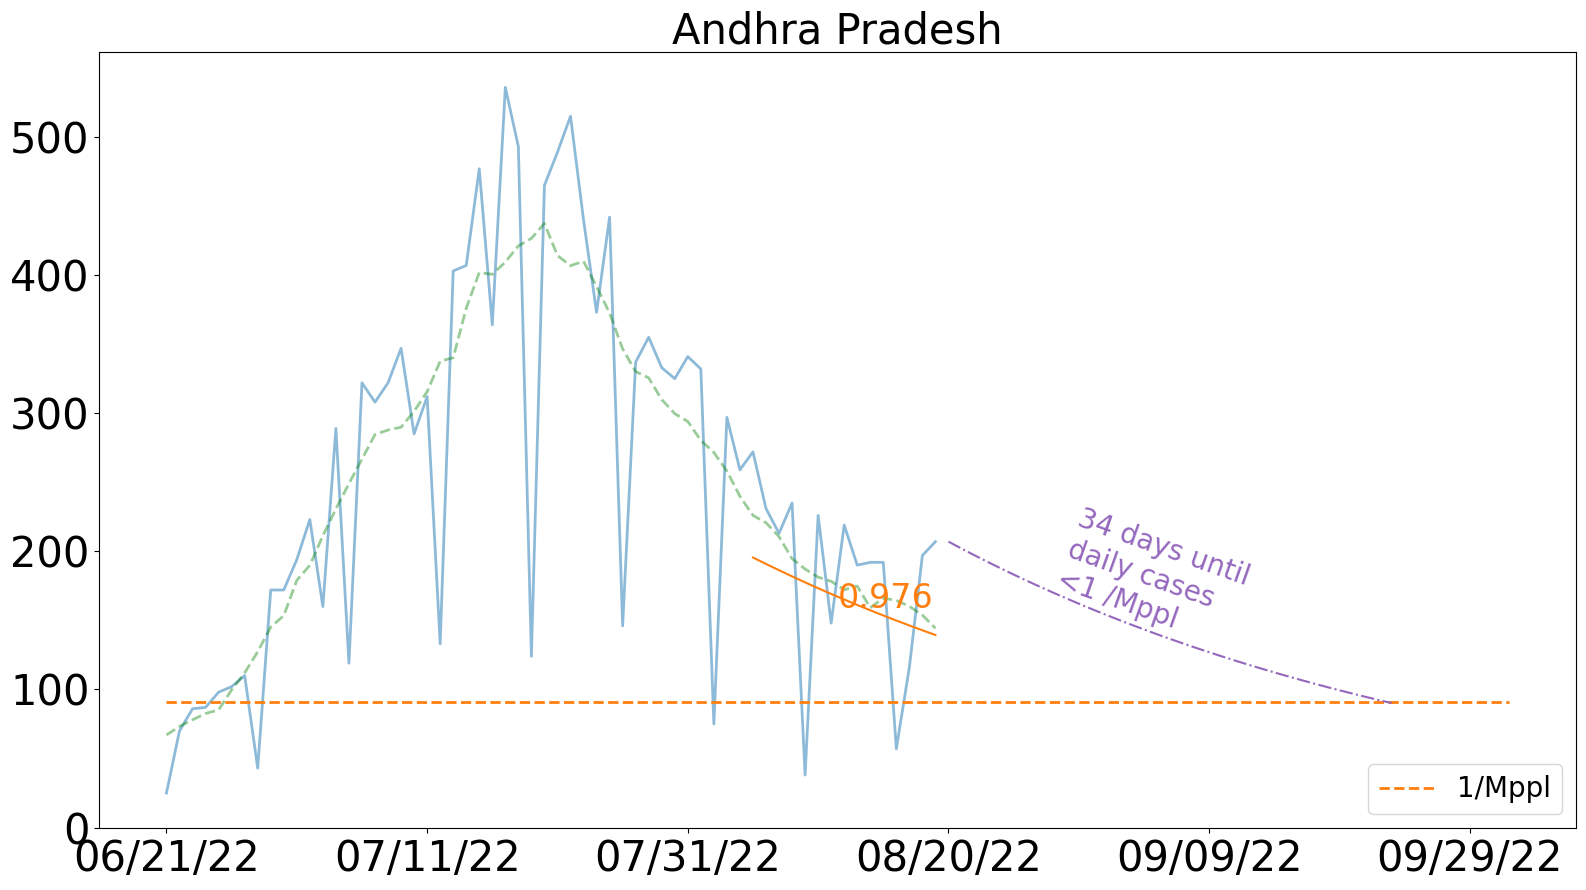 Andhra Pradesh
500
400
300
200
100
0
0.976
34 days until
daily cases
<1 /Mppl
1/Mppl
06/21/22
07/11/22
07/31/22
08/20/22
09/09/22
09/29/22